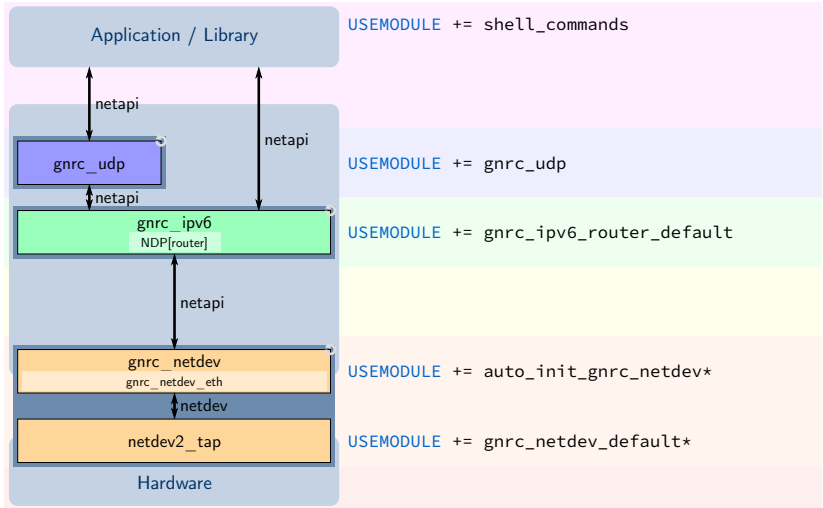 Application / Library
USEMODULE += shell_commands
netapi
netapi
gnrc_udp
USEMODULE += gnrc_udp
netapi
gnrc_ipv6
NDP[router]
USEMODULE += gnrc_ipv6_router_default
netapi
gnrc_netdev
gnrc_netdev_eth
USEMODULE += auto_init_gnrc_netdev*
netdev
netdev2_tap
USEMODULE += gnrc_netdev_default*
Hardware